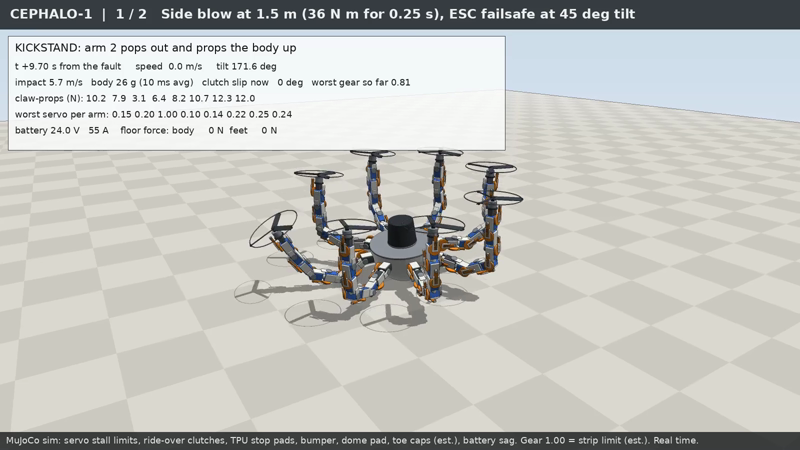 CEPHALO-1 | 1 / 2 Side blow at 1.5 m (36 N m for 0.25 s), ESC failsafe at 45 deg tilt
KICKSTAND: arm 2 pops out and props the body up
t +9.70 s from the fault speed 0.0 m/s tilt 171.6 deg
impact 5.7 m/s body 26 g (10 ms avg) clutch slip now 0 deg worst gear so far 0.81
claw-props (N): 10.2 7.9 3.1 6.4 8.2 10.7 12.3 12.0
worst servo per arm: 0.15 0.20 1.00 0.10 0.14 0.22 0.25 0.24
battery 24.0 V 55 A floor force: body 0 N feet 0 N
MuJoCo sim: servo stall limits, ride-over clutches, TPU stop pads, bumper, dome pad, toe caps (est.), battery sag. Gear 1.00 = strip limit (est.). Real time.